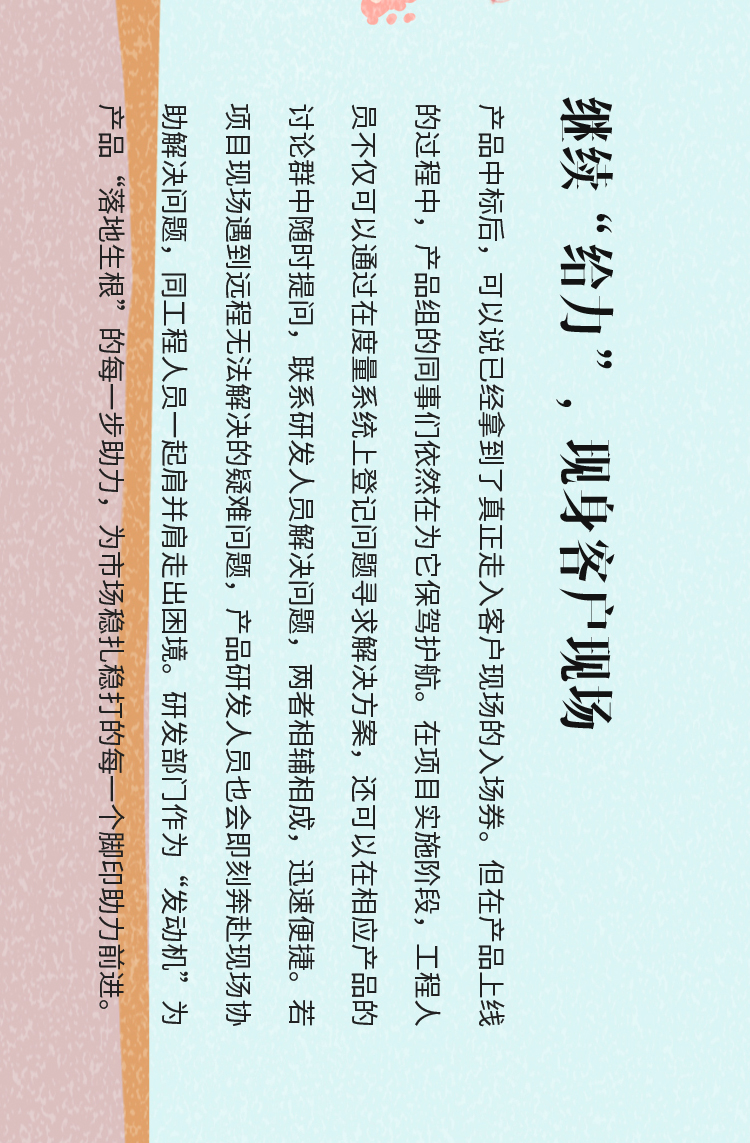 继续“给力”，现身客户现场
产品中标后，可以说已经拿到了真正走入客户现场的入场券。但在产品上线
的过程中，产品组的同事们依然在为它保驾护航。在项目实施阶段，工程人
员不仅可以通过在度量系统上登记问题寻求解决方案，还可以在相应产品的
讨论群中随时提问，联系研发人员解决问题，两者相辅相成，迅速便捷。若
项目现场遇到远程无法解决的疑难问题，产品研发人员也会即刻奔赴现场协
助解决问题，同工程人员一起肩并肩走出困境。研发部门作为“发动机”为
产品“落地生根”的每一步助力，为市场稳扎稳打的每一个脚印助力前进。